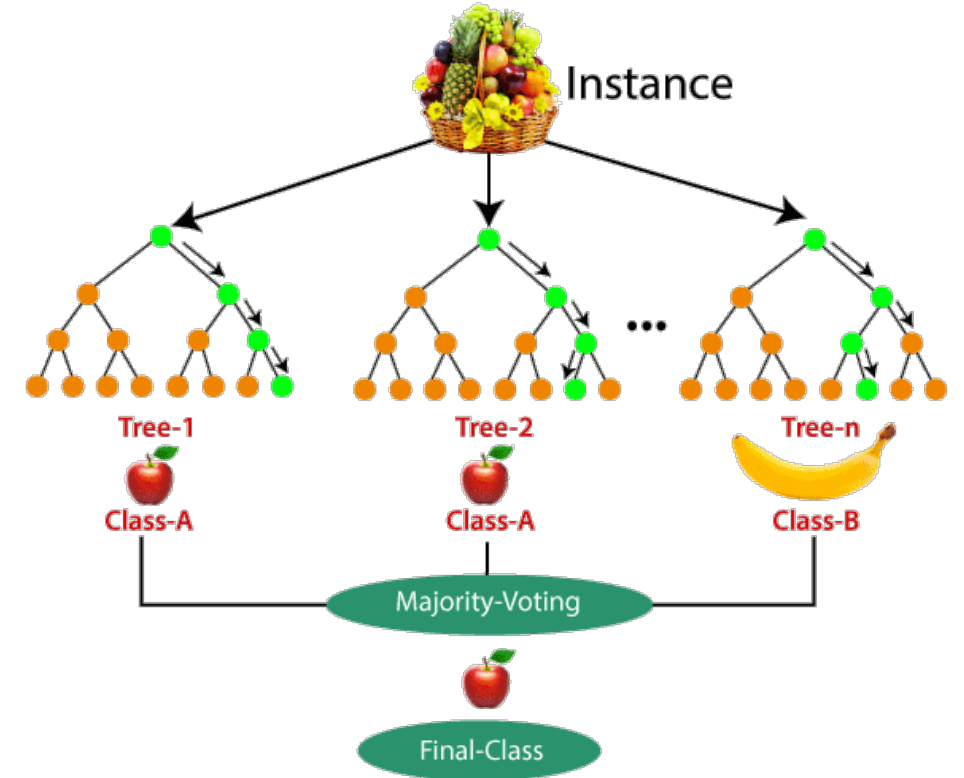 Instance
Tree-1
Tree-2
Tree-n
Class-A
Class-A
Class-B
Majority-Voting
Final-Class